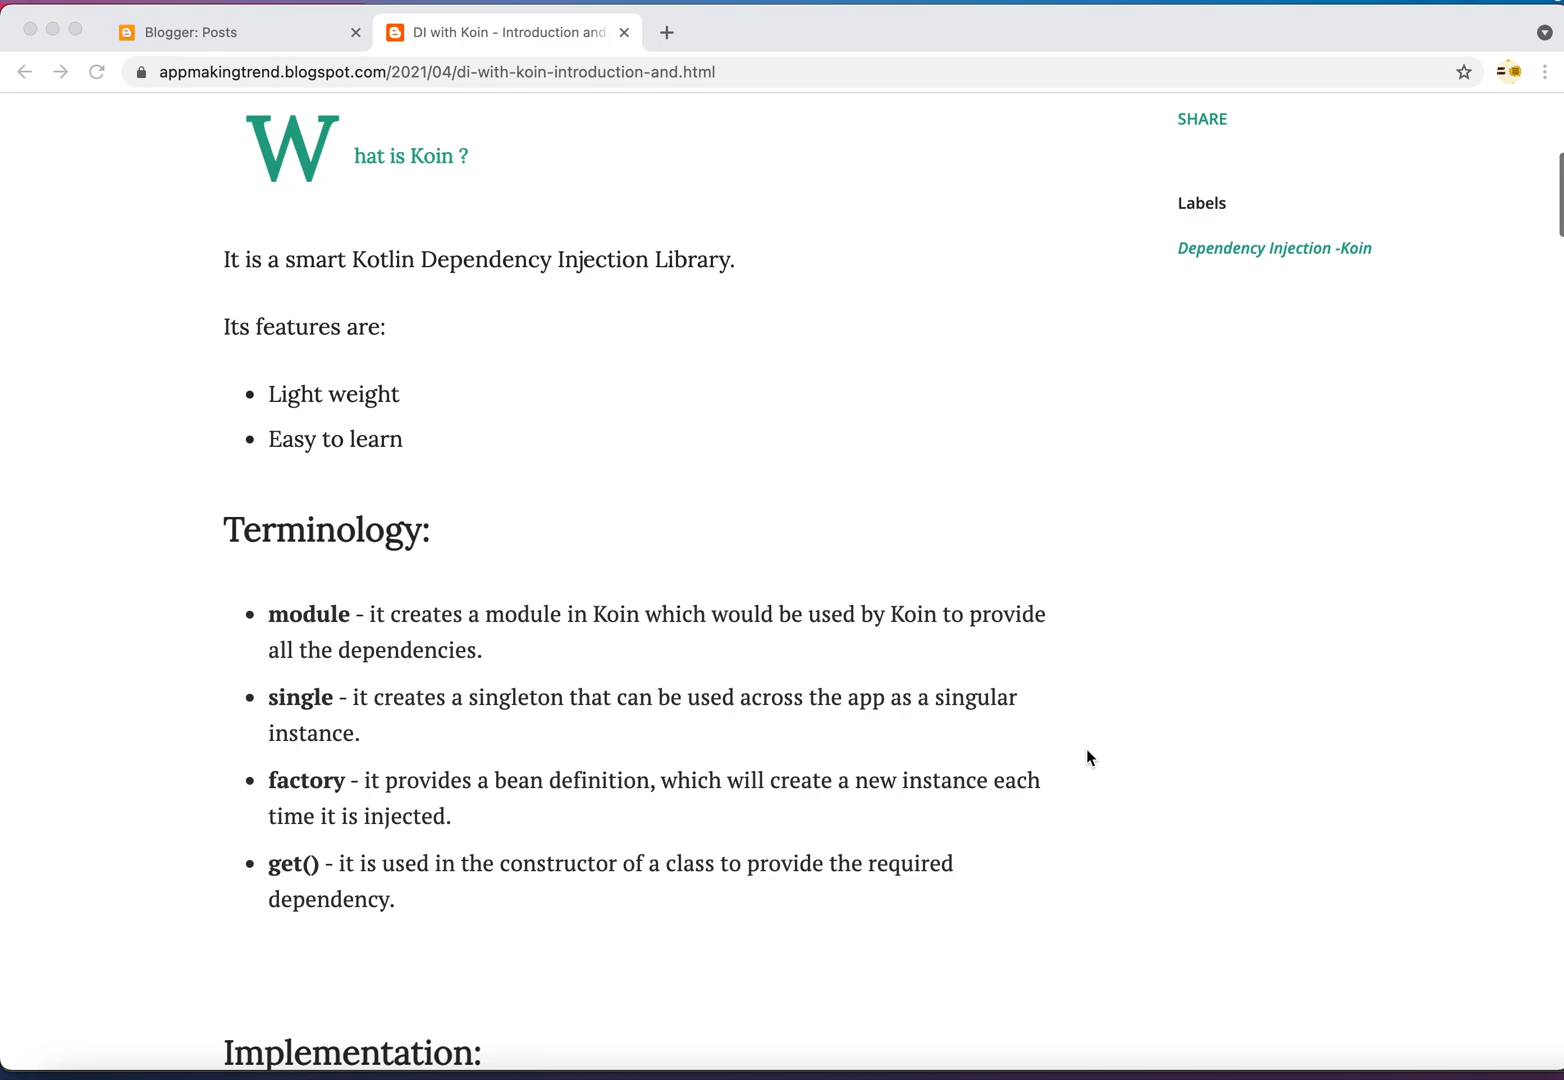 Blogger: Posts
DI with Koin - Introduction and
appmakingtrend.blogspot.com/2021/04/di-with-koin-introduction-and.html
What is Koin ?
SHARE
Labels
Dependency Injection -Koin
It is a smart Kotlin Dependency Injection Library.
Its features are:
• Light weight
• Easy to learn
Terminology:
• module - it creates a module in Koin which would be used by Koin to provide
all the dependencies.
• single - it creates a singleton that can be used across the app as a singular
instance.
• factory - it provides a bean definition, which will create a new instance each
time it is injected.
• get() - it is used in the constructor of a class to provide the required
dependency.
Implementation: